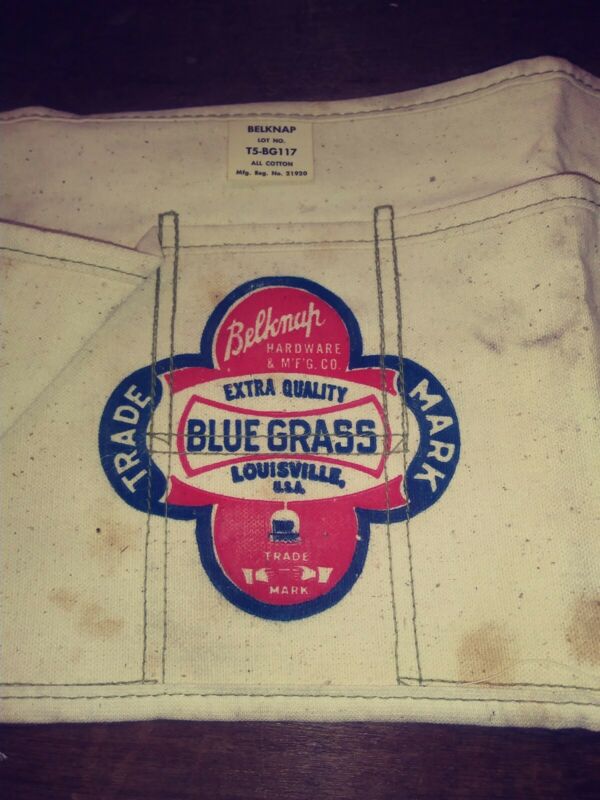 BELKNAP
LOT NO.
T5-BG117
ALL COTTON
Mfg. Reg. No. 21920
Belknap
HARDWARE
& M'F'G. CO.
EXTRA QUALITY
TRADE MARK
BLUE GRASS
LOUISVILLE,
U.S.A.
TRADE
MARK